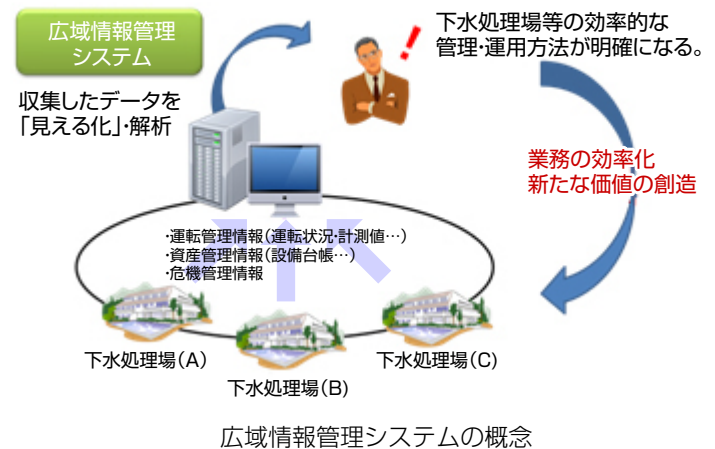 広域情報管理
システム
収集したデータを
「見える化」・解析
下水処理場等の効率的な
管理・運用方法が明確になる。
業務の効率化
新たな価値の創造
・運転管理情報(運転状況・計測値…)
・資産管理情報(設備台帳…)
・危機管理情報
下水処理場(A)
下水処理場(B)
下水処理場(C)
広域情報管理システムの概念